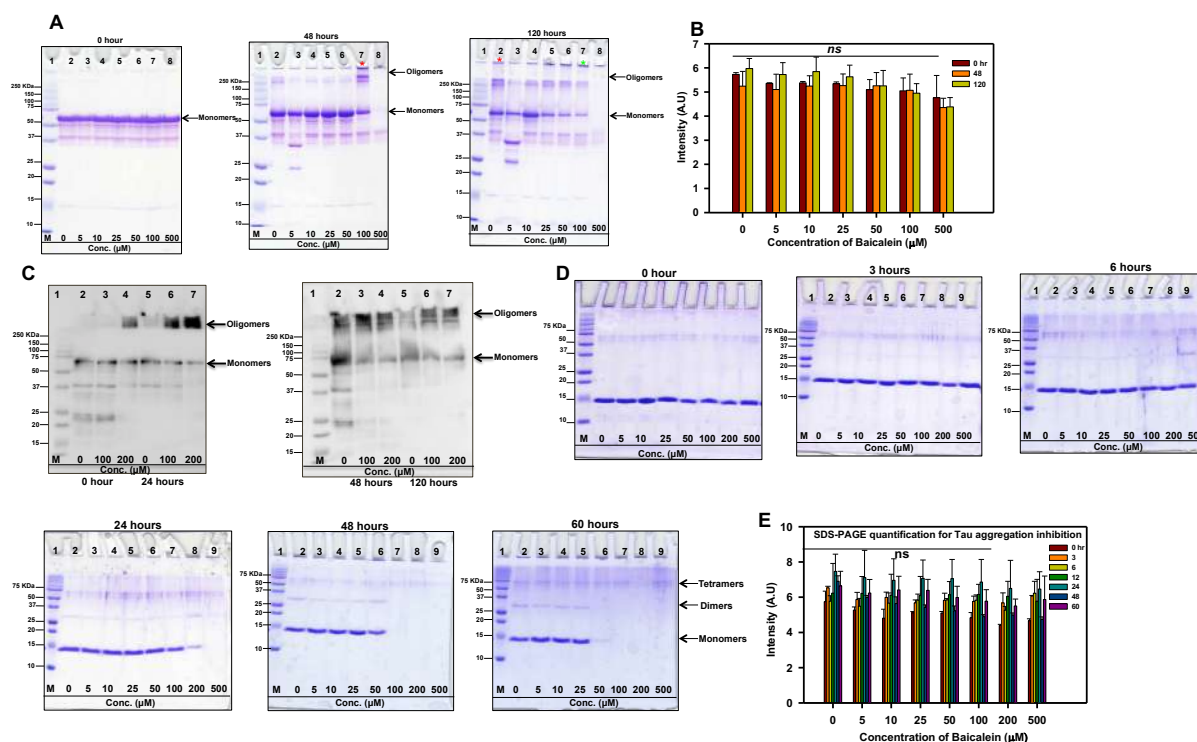 A
0 hour
1 2 3 4 5 6 7 8
250 KDa
150
100
75
50
37
25
20
15
10
Monomers
M 0 5 10 25 50 100 500
Conc. (µM)
48 hours
1 2 3 4 5 6 7 8
*
250 KDa
150
100
75
50
37
25
20
15
10
Oligomers
Monomers
M 0 5 10 25 50 100 500
Conc. (µM)
120 hours
1 2 3 4 5 6 7 8
* *
250 KDa
150
100
75
50
37
25
20
15
10
Oligomers
Monomers
M 0 5 10 25 50 100 500
Conc. (µM)
B
ns
0 hr
48
120
Intensity (A.U)
7
6
5
4
3
2
1
0
0 5 10 25 50 100 500
Concentration of Baicalein (µM)
C
1 2 3 4 5 6 7
250 KDa
150
100
75
50
37
25
20
15
Oligomers
Monomers
M 0 100 200 0 100 200
Conc. (µM)
0 hour 24 hours
1 2 3 4 5 6 7
250 KDa
150
100
75
50
37
25
20
15
Oligomers
Monomers
M 0 100 200 0 100 200
Conc. (µM)
48 hours 120 hours
D
0 hour
75 KDa
50
37
25
20
15
10
0 5 10 25 50 100 200 500
M Conc. (µM)
3 hours
1 2 3 4 5 6 7 8 9
75 KDa
50
37
25
20
15
10
0 5 10 25 50 100 200 500
M Conc. (µM)
6 hours
1 2 3 4 5 6 7 8 9
75 KDa
50
37
25
20
15
10
0 5 10 25 50 100 200 500
M Conc. (µM)
24 hours
1 2 3 4 5 6 7 8 9
75 KDa
50
37
25
20
15
10
0 5 10 25 50 100 200 500
M Conc. (µM)
48 hours
1 2 3 4 5 6 7 8 9
75 KDa
50
37
25
20
15
10
0 5 10 25 50 100 200 500
M Conc. (µM)
60 hours
1 2 3 4 5 6 7 8 9
75 KDa
50
37
25
20
15
10
Tetramers
Dimers
Monomers
0 5 10 25 50 100 200 500
M Conc. (µM)
E
SDS-PAGE quantification for Tau aggregation inhibition
ns
0 hr
3
6
12
24
48
60
Intensity (A.U)
10
8
6
4
2
0
0 5 10 25 50 100 200 500
Concentration of Baicalein (µM)